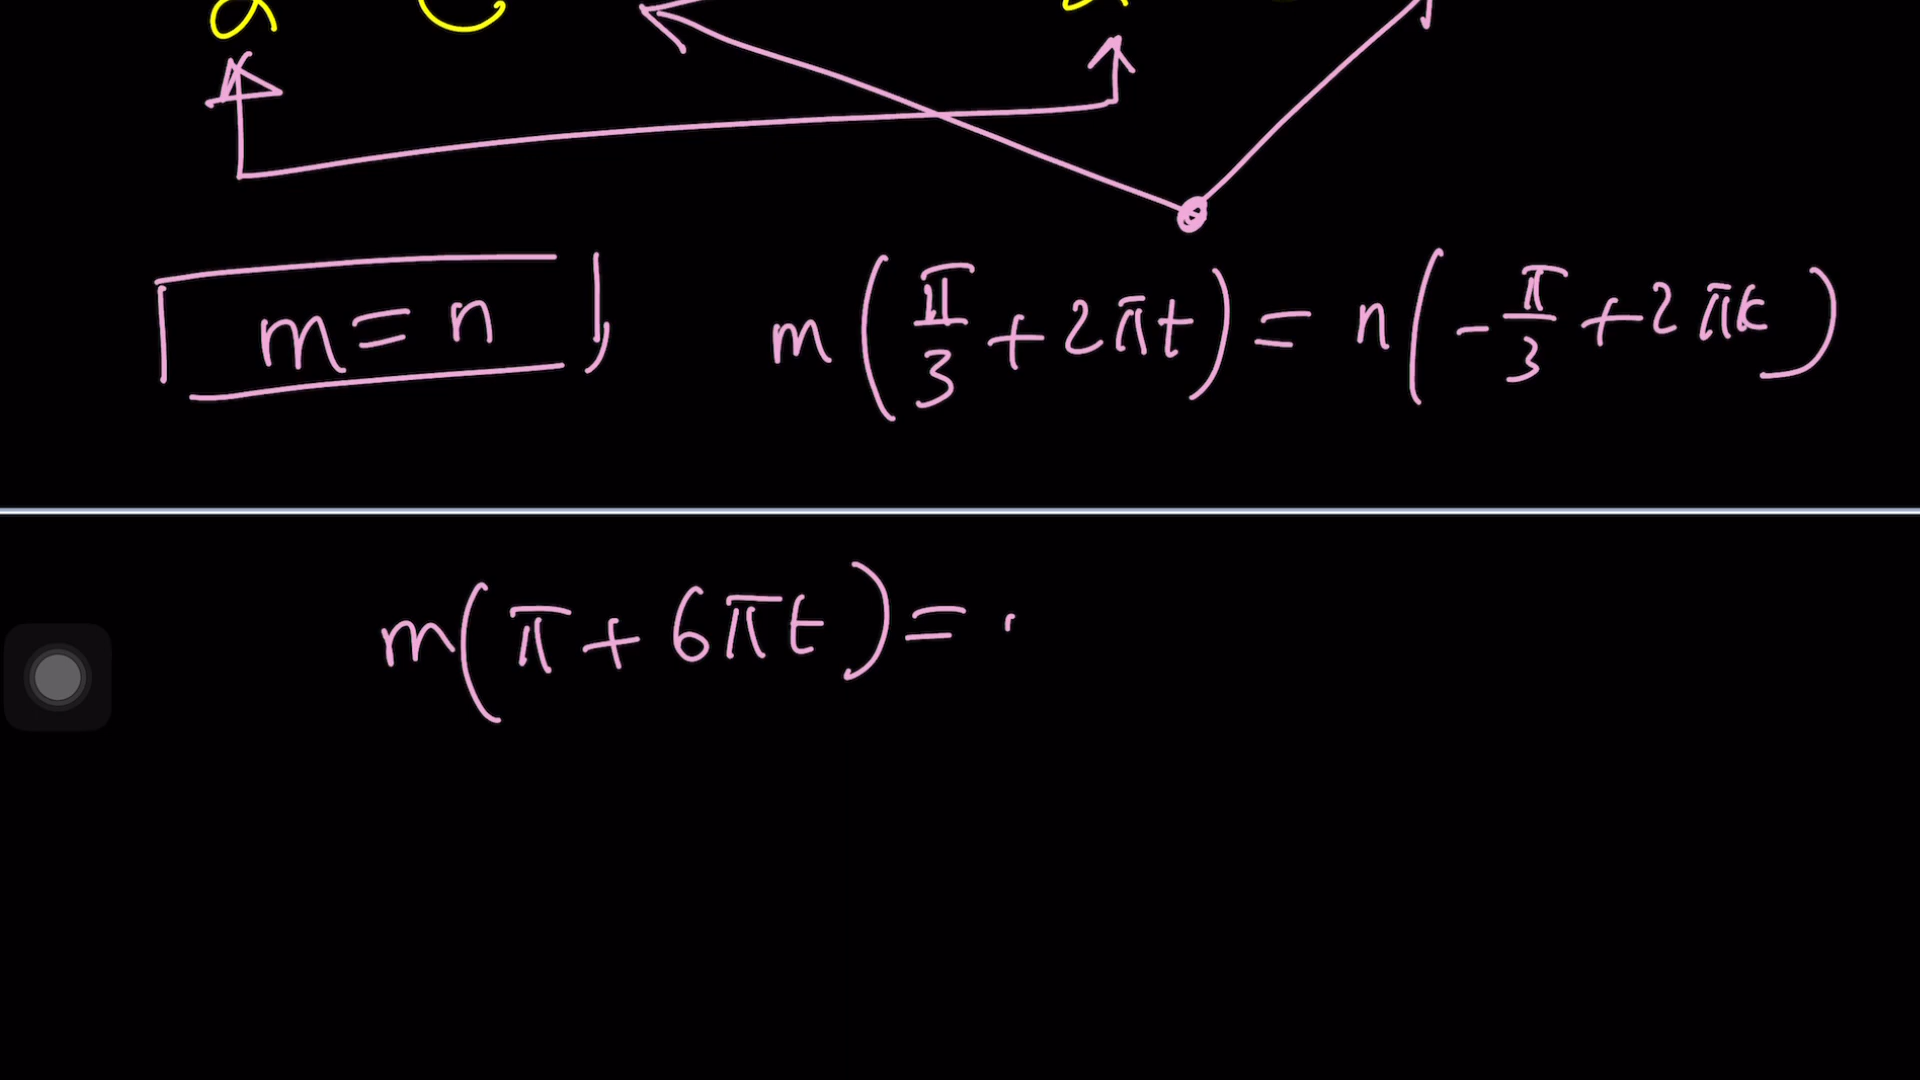 m = n , m(π/3 + 2πt) = n(-π/3 + 2πk)
m(π + 6πt) =